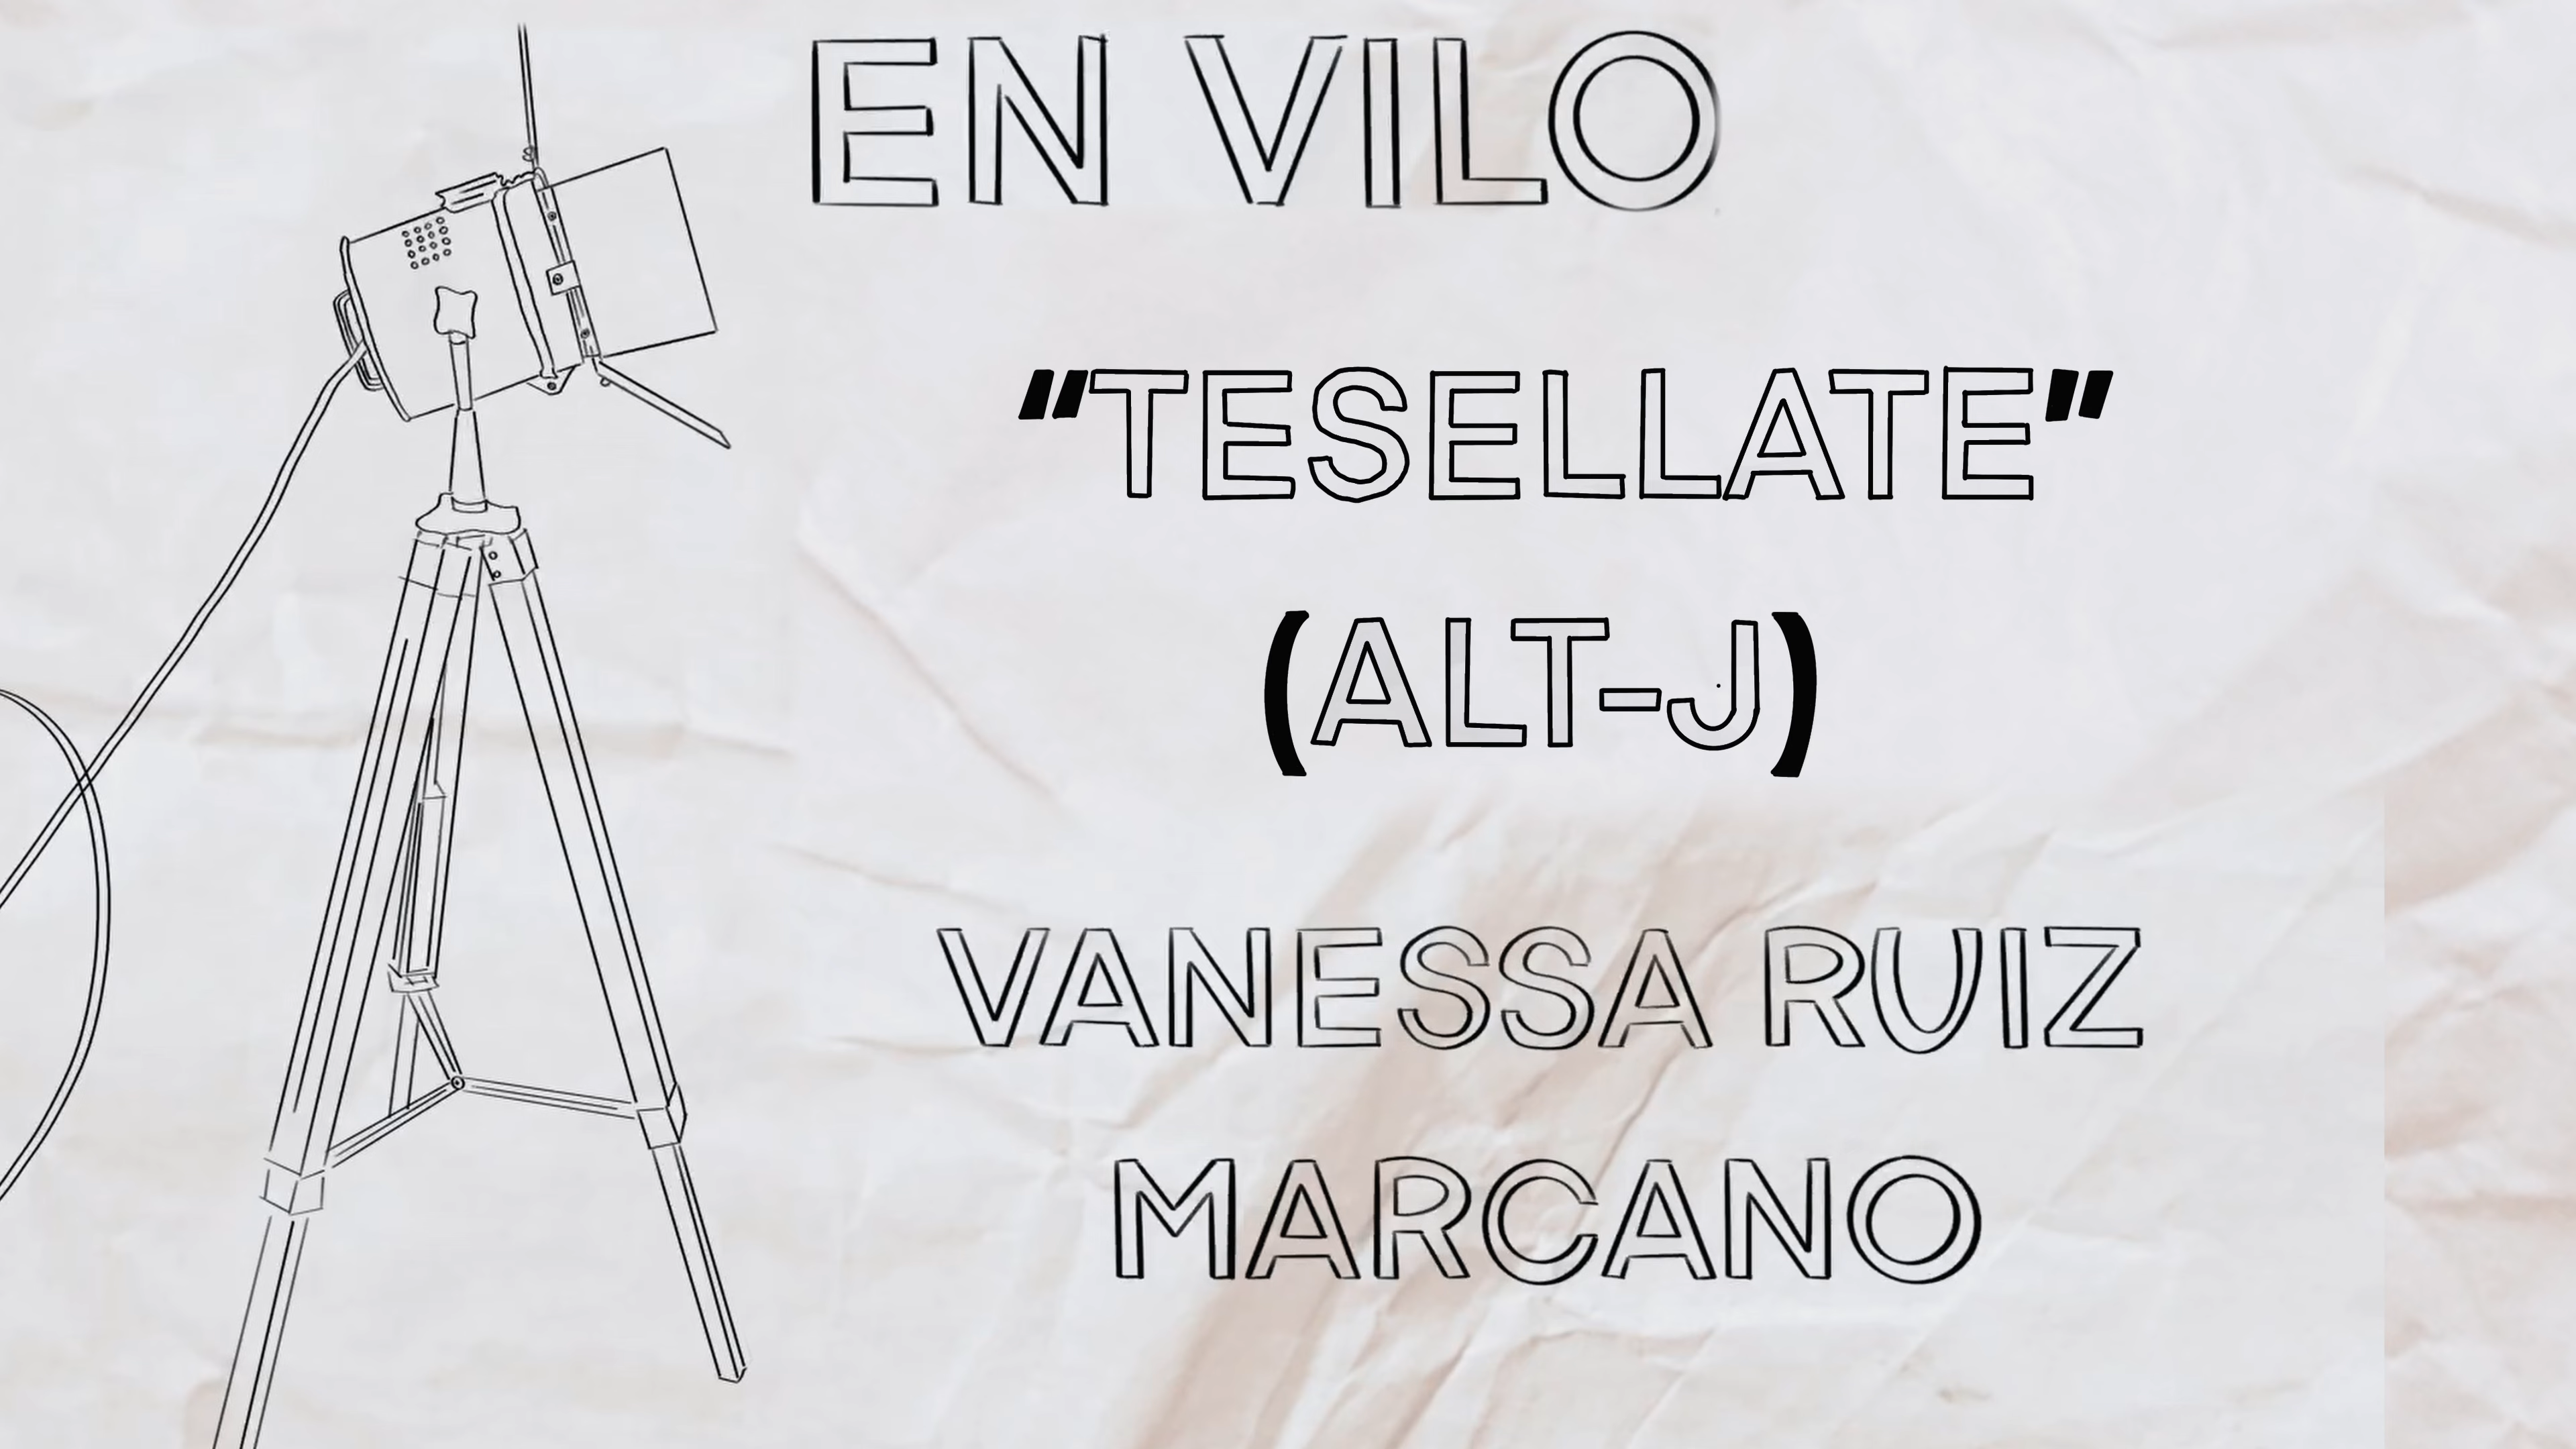 EN VILO
"TESELLATE"
(ALT-J)
VANESSA RUIZ
MARCANO